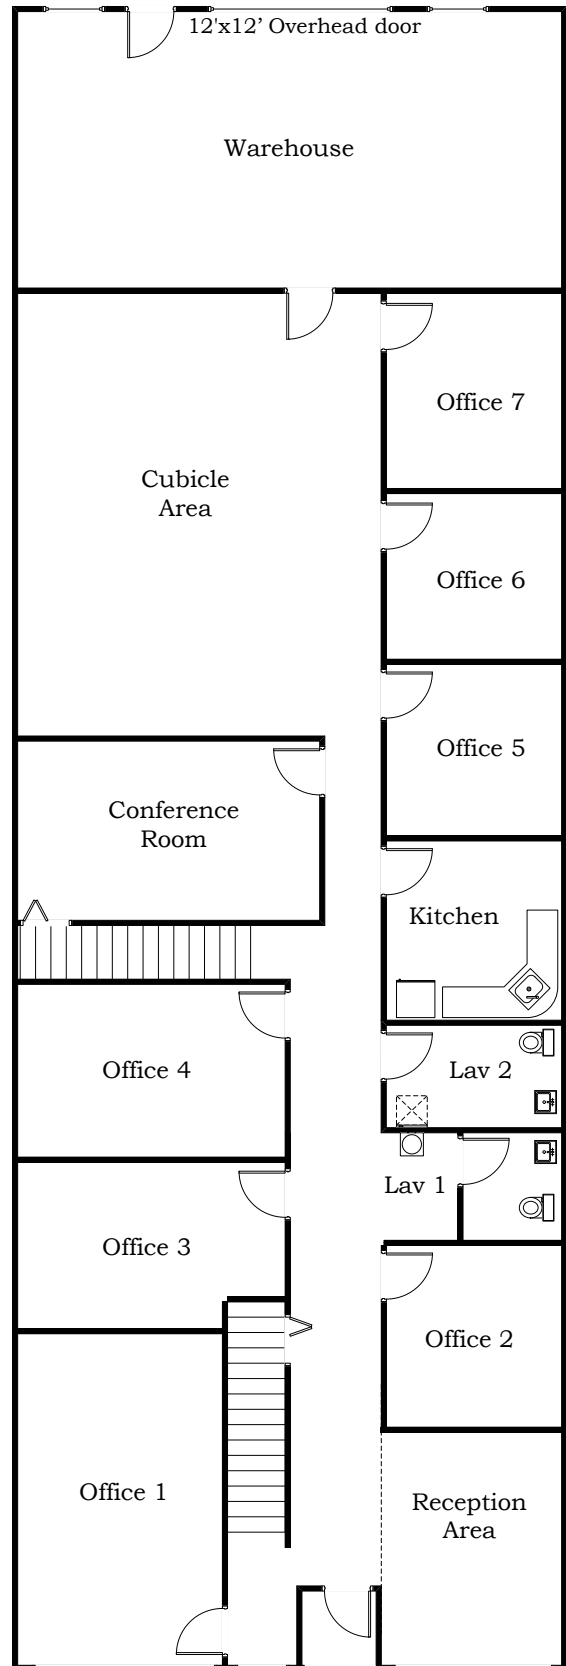 12'x12’ Overhead door
Warehouse
Office 7
Cubicle
Area
Office 6
Office 5
Conference
Room
Kitchen
Office 4
Lav 2
Lav 1
Office 3
Office 2
Office 1
Reception
Area